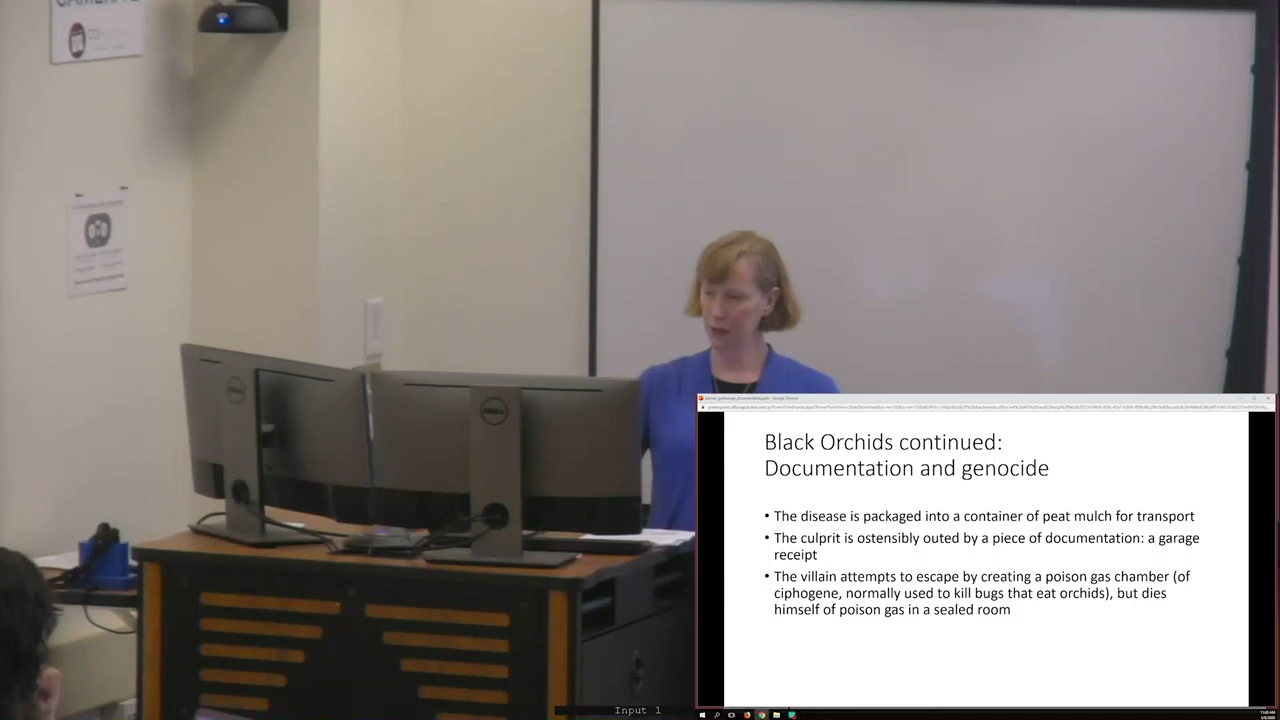 DELL
DELL
Black Orchids continued:
Documentation and genocide
• The disease is packaged into a container of peat mulch for transport
• The culprit is ostensibly outed by a piece of documentation: a garage
receipt
• The villain attempts to escape by creating a poison gas chamber (of
ciphogene, normally used to kill bugs that eat orchids), but dies
himself of poison gas in a sealed room
Input 1